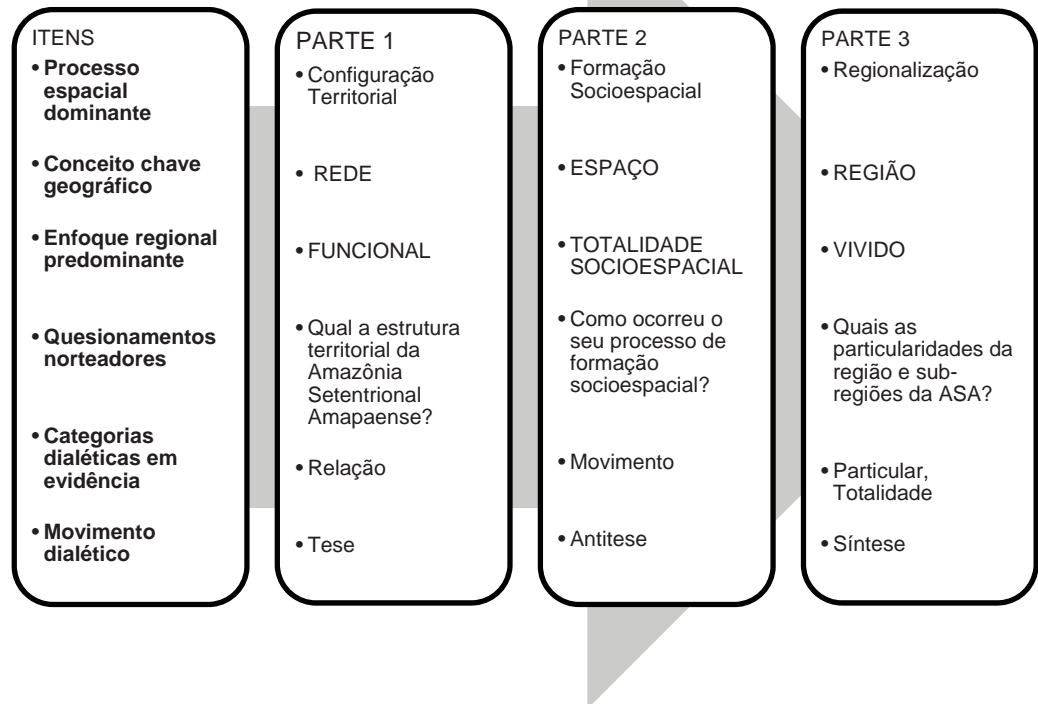 ITENS
• Processo
espacial
dominante
• Conceito chave
geográfico
• Enfoque regional
predominante
• Quesionamentos
norteadores
• Categorias
dialéticas em
evidência
• Movimento
dialético
PARTE 1
• Configuração
Territorial
• REDE
• FUNCIONAL
• Qual a estrutura
territorial da
Amazônia
Setentrional
Amapaense?
• Relação
• Tese
PARTE 2
• Formação
Socioespacial
• ESPAÇO
• TOTALIDADE
SOCIOESPACIAL
• Como ocorreu o
seu processo de
formação
socioespacial?
• Movimento
• Antitese
PARTE 3
• Regionalização
• REGIÃO
• VIVIDO
• Quais as
particularidades da
região e sub-
regiões da ASA?
• Particular,
Totalidade
• Síntese